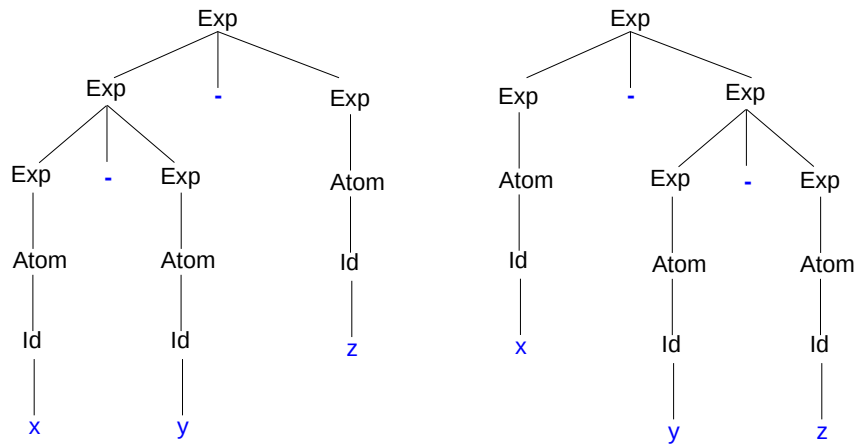 Exp Exp
Exp - Exp Exp - Exp
Exp - Exp Atom Atom Exp - Exp
Atom Atom Id Id Atom Atom
Id Id z x Id Id
x y y z